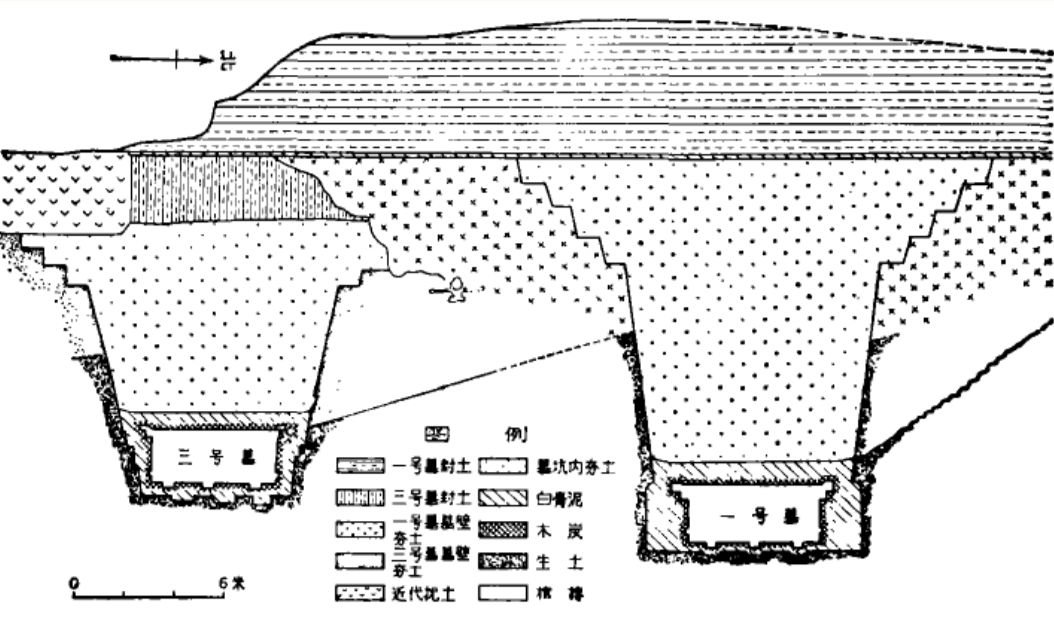 北
三号墓
一号墓
图 例
一号墓封土
墓坑内夯土
三号墓封土
白膏泥
一号墓墓壁
夯土
木炭
三号墓墓壁
夯土
生土
近代扰土
棺椁
0 6米